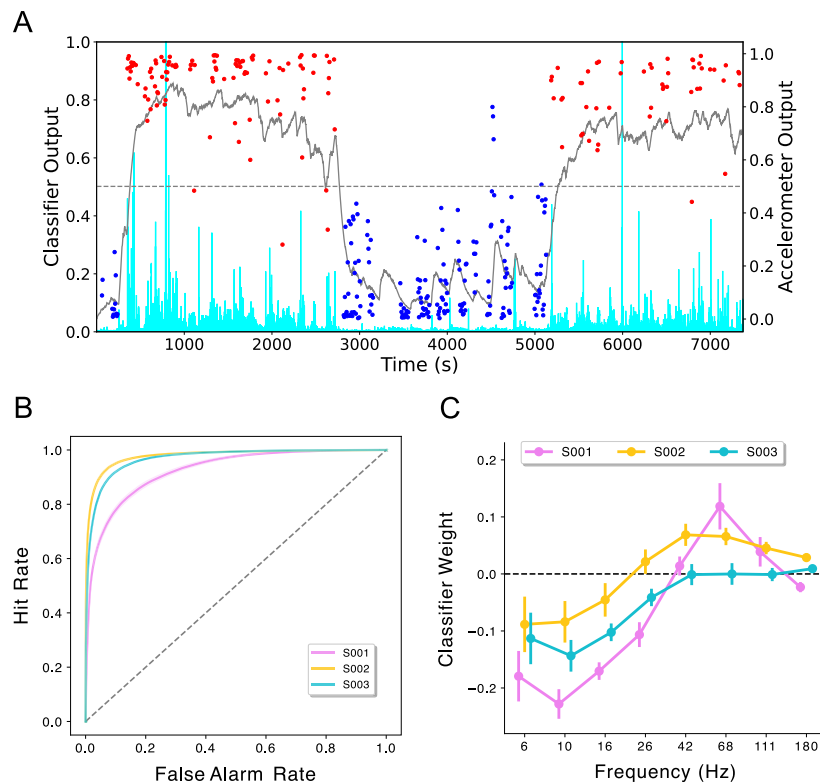 A
1.0
0.8
0.6
0.4
0.2
0.0
Classifier Output
1.0
0.8
0.6
0.4
0.2
0.0
Accelerometer Output
1000 2000 3000 4000 5000 6000 7000
Time (s)
B
1.0
0.8
0.6
0.4
0.2
0.0
Hit Rate
S001
S002
S003
0.0 0.2 0.4 0.6 0.8 1.0
False Alarm Rate
C
S001 S002 S003
0.2
0.1
0.0
−0.1
−0.2
Classifier Weight
6 10 16 26 42 68 111 180
Frequency (Hz)